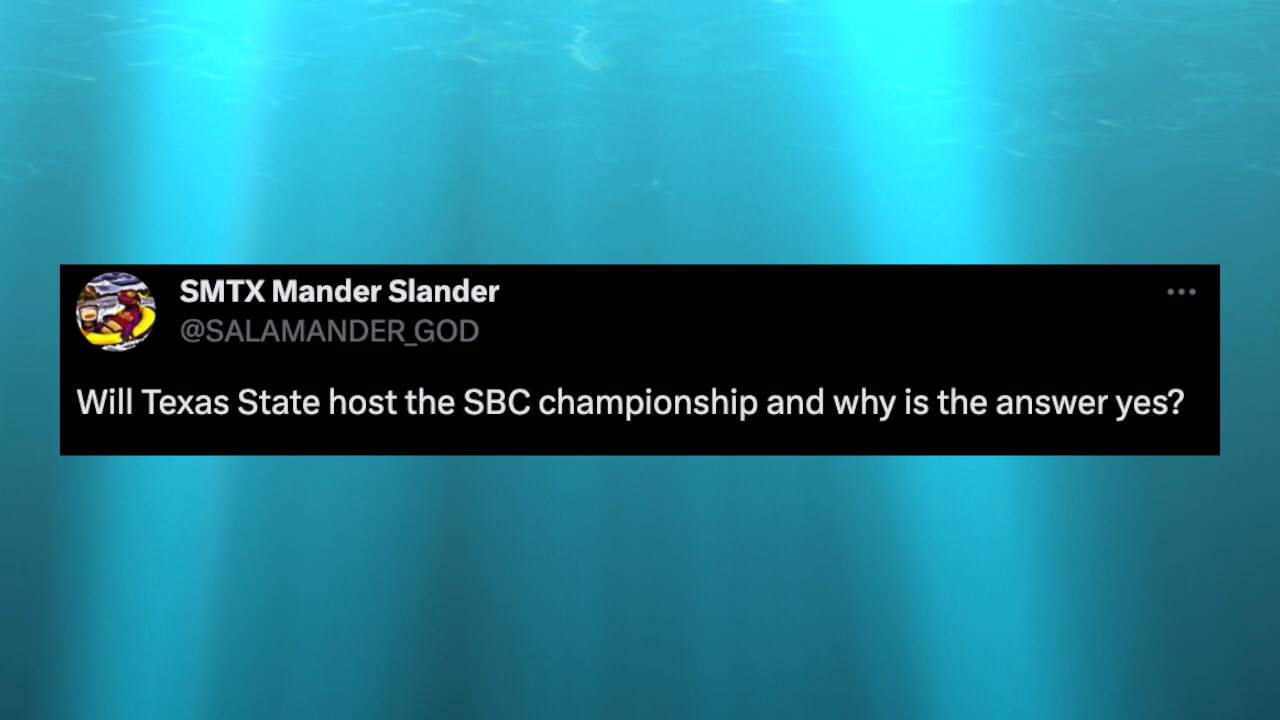 SMTX Mander Slander
@SALAMANDER_GOD
Will Texas State host the SBC championship and why is the answer yes?